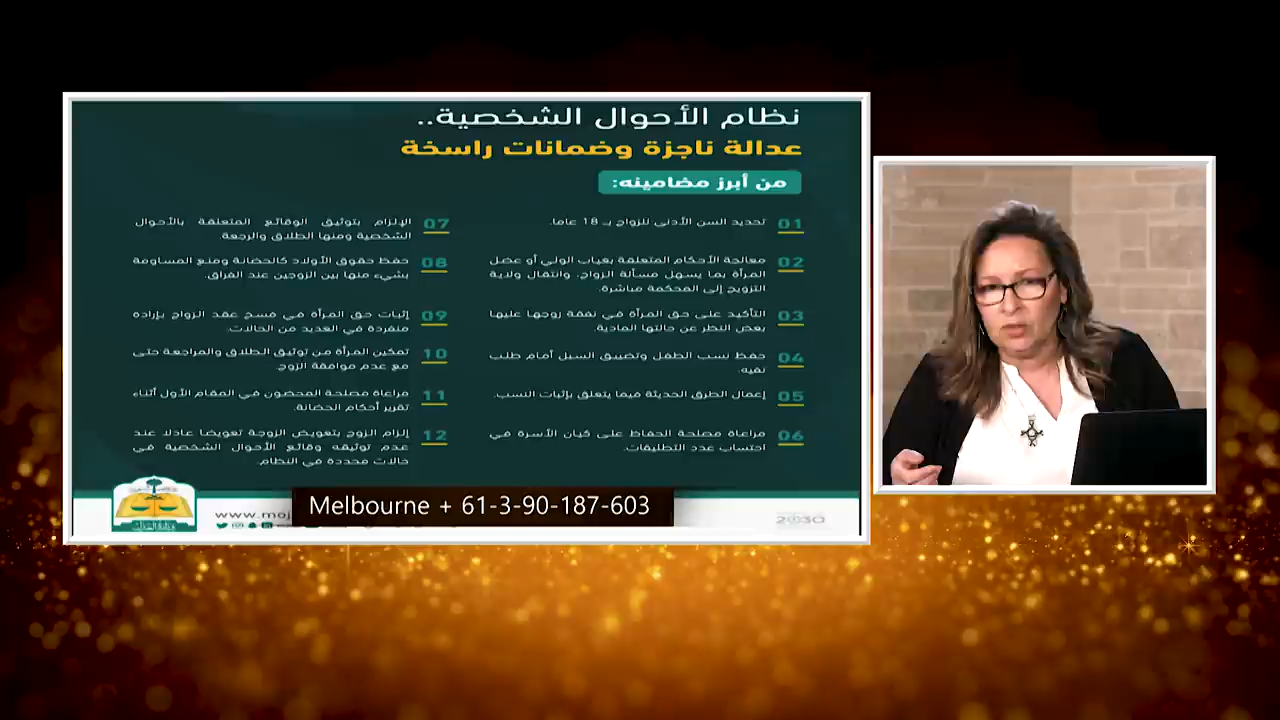 نظام الأحوال الشخصية..
عدالة ناجزة وضمانات راسخة
من أبرز مضامينه:
01 تحديد السن الأدنى للزواج بـ 18 عاما.
02 معالجة الأحكام المتعلقة بغياب الولي أو عضل
المرأة بما يسهل مسألة الزواج، وانتقال ولاية
التزويج إلى المحكمة مباشرة.
03 التأكيد على حق المرأة في نفقة زوجها عليها
بغض النظر عن حالتها المادية.
04 حفظ نسب الطفل وتضييق السبل أمام طلب
نفيه.
05 إعمال الطرق الحديثة فيما يتعلق بإثبات النسب.
06 مراعاة مصلحة الحفاظ على كيان الأسرة في
احتساب عدد التطليقات.
07 الإلزام بتوثيق الوقائع المتعلقة بالأحوال
الشخصية ومنها الطلاق والرجعة.
08 حفظ حقوق الأولاد كالحضانة ومنع المساومة
بشيء منها بين الزوجين عند الفراق.
09 إثبات حق المرأة في فسخ عقد الزواج بإرادة
منفردة في العديد من الحالات.
10 تمكين المرأة من توثيق الطلاق والمراجعة حتى
مع عدم موافقة الزوج.
11 مراعاة مصلحة المحضون في المقام الأول أثناء
تقرير أحكام الحضانة.
12 إلزام الزوج بتعويض الزوجة تعويضا عادلا عند
عدم توثيقه وقائع الأحوال الشخصية في
حالات محددة في النظام.
وزارة العدل
www.moj
Melbourne + 61-3-90-187-603
2030